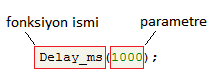 fonksiyon ismi parametre
Delay_ms(1000);